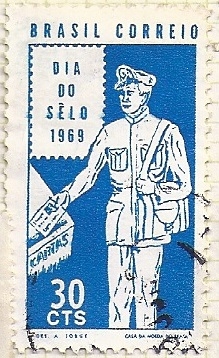 BRASIL CORREIO
DIA
DO
SÊLO
1969
CARTAS
30
CTS
DES. A. JORGE
CASA DA MOEDA DO BRASIL